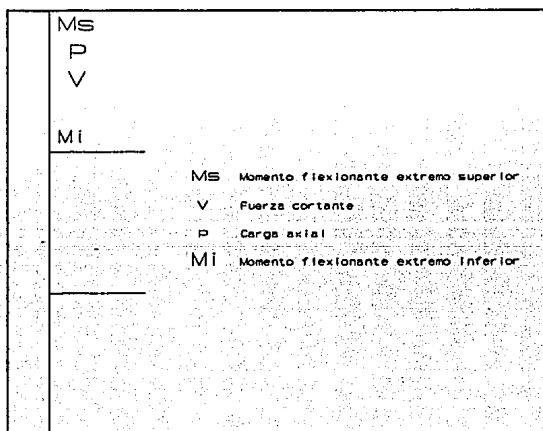 Ms
P
V
Mi
Ms Momento flexionante extremo superior
V Fuerza cortante
P Carga axial
Mi Momento flexionante extremo inferior